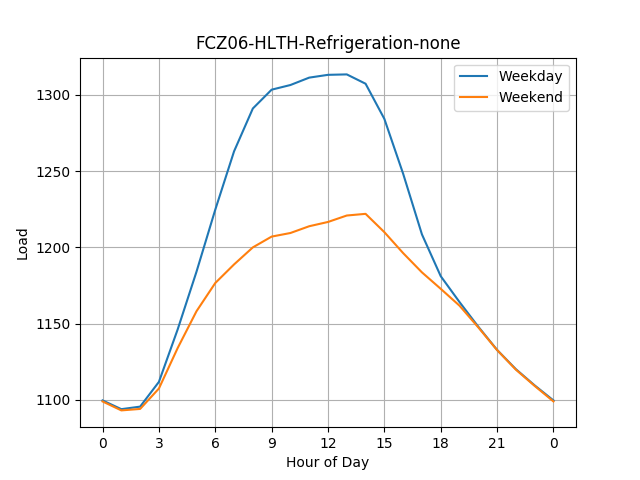 FCZ06-HLTH-Refrigeration-none
Weekday
Weekend
1300
1250
1200
1150
1100
Load
0 3 6 9 12 15 18 21 0
Hour of Day